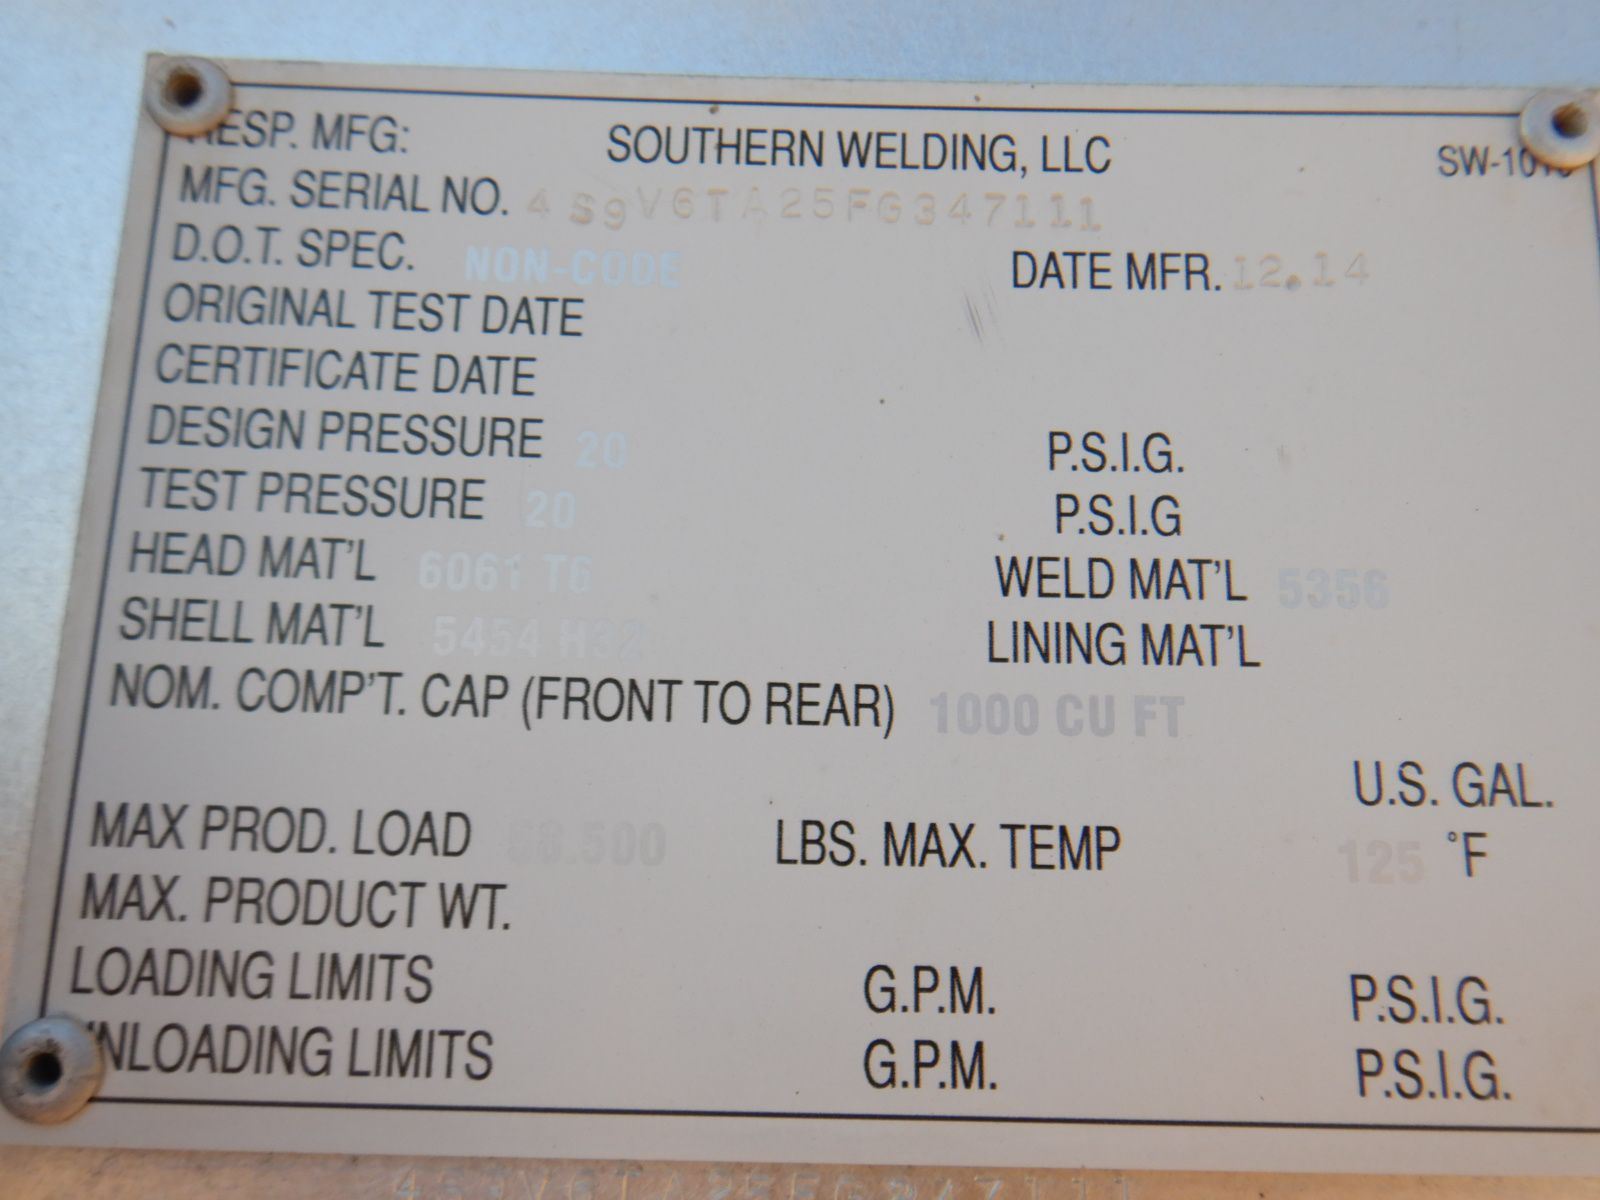 RESP. MFG: SOUTHERN WELDING, LLC
MFG. SERIAL NO. 4S9V6TA25FG347111
D.O.T. SPEC. NON-CODE DATE MFR. 12.14
ORIGINAL TEST DATE
CERTIFICATE DATE
DESIGN PRESSURE 20 P.S.I.G.
TEST PRESSURE 20 P.S.I.G
HEAD MAT'L 6061 T6 WELD MAT'L 5356
SHELL MAT'L 5454 H32 LINING MAT'L
NOM. COMP'T. CAP (FRONT TO REAR) 1000 CU FT
U.S. GAL.
MAX PROD. LOAD LBS. MAX. TEMP 125 °F
MAX. PRODUCT WT.
LOADING LIMITS G.P.M. P.S.I.G.
UNLOADING LIMITS G.P.M. P.S.I.G.